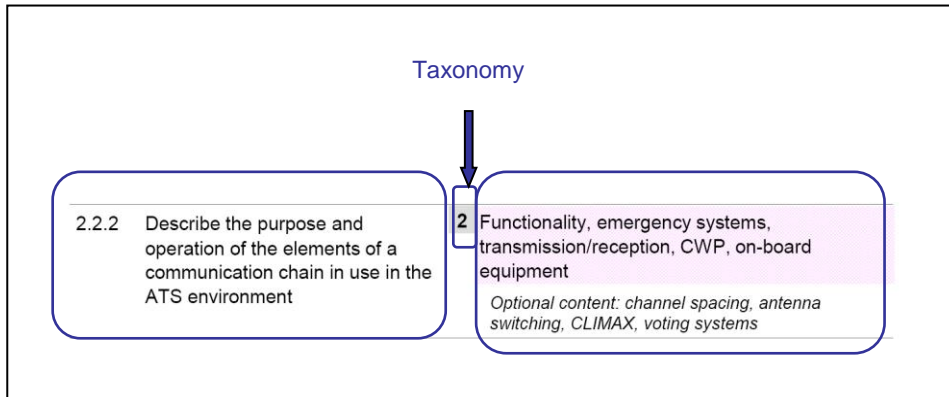 Taxonomy
2.2.2 Describe the purpose and
operation of the elements of a
communication chain in use in the
ATS environment
2 Functionality, emergency systems,
transmission/reception, CWP, on-board
equipment
Optional content: channel spacing, antenna
switching, CLIMAX, voting systems